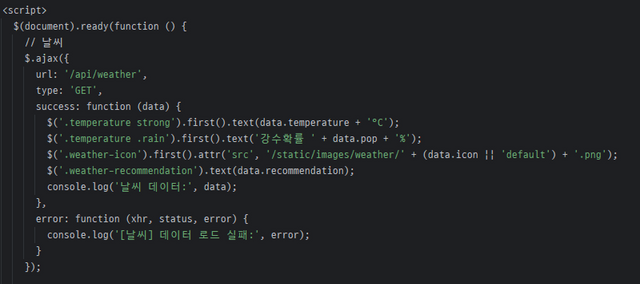 <script>
$(document).ready(function () {
// 날씨
$.ajax({
url: '/api/weather',
type: 'GET',
success: function (data) {
$('.temperature strong').first().text(data.temperature + '°C');
$('.temperature .rain').first().text('강수확률 ' + data.pop + '%');
$('.weather-icon').first().attr('src', '/static/images/weather/' + (data.icon || 'default') + '.png');
$('.weather-recommendation').text(data.recommendation);
console.log('날씨 데이터:', data);
},
error: function (xhr, status, error) {
console.log('[날씨] 데이터 로드 실패:', error);
}
});